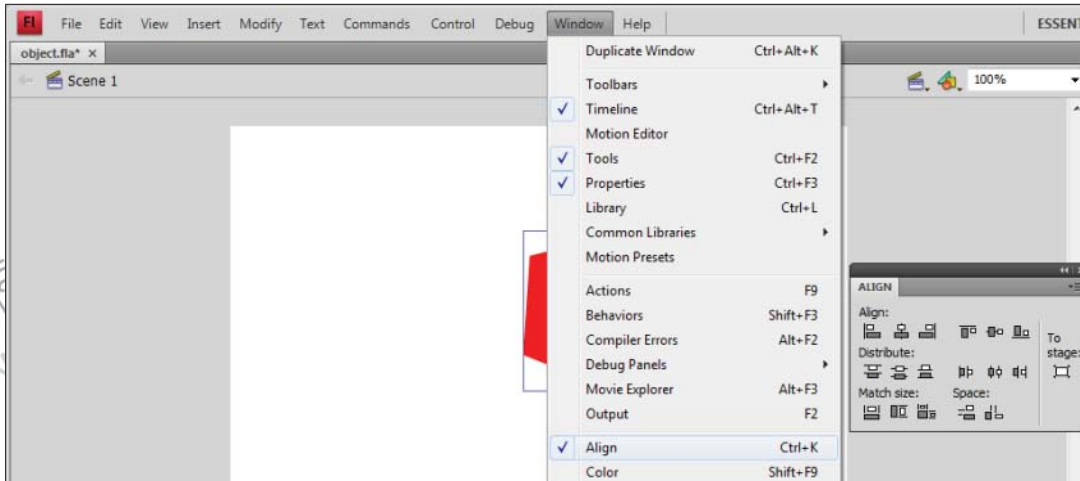 Fl File Edit View Insert Modify Text Commands Control Debug Window Help ESSENT
object.fla* ×
Scene 1
100%
Duplicate Window Ctrl+Alt+K
Toolbars
Timeline Ctrl+Alt+T
Motion Editor
Tools Ctrl+F2
Properties Ctrl+F3
Library Ctrl+L
Common Libraries
Motion Presets
Actions F9
Behaviors Shift+F3
Compiler Errors Alt+F2
Debug Panels
Movie Explorer Alt+F3
Output F2
Align Ctrl+K
Color Shift+F9
ALIGN
Align:
To stage:
Distribute:
Match size: Space: